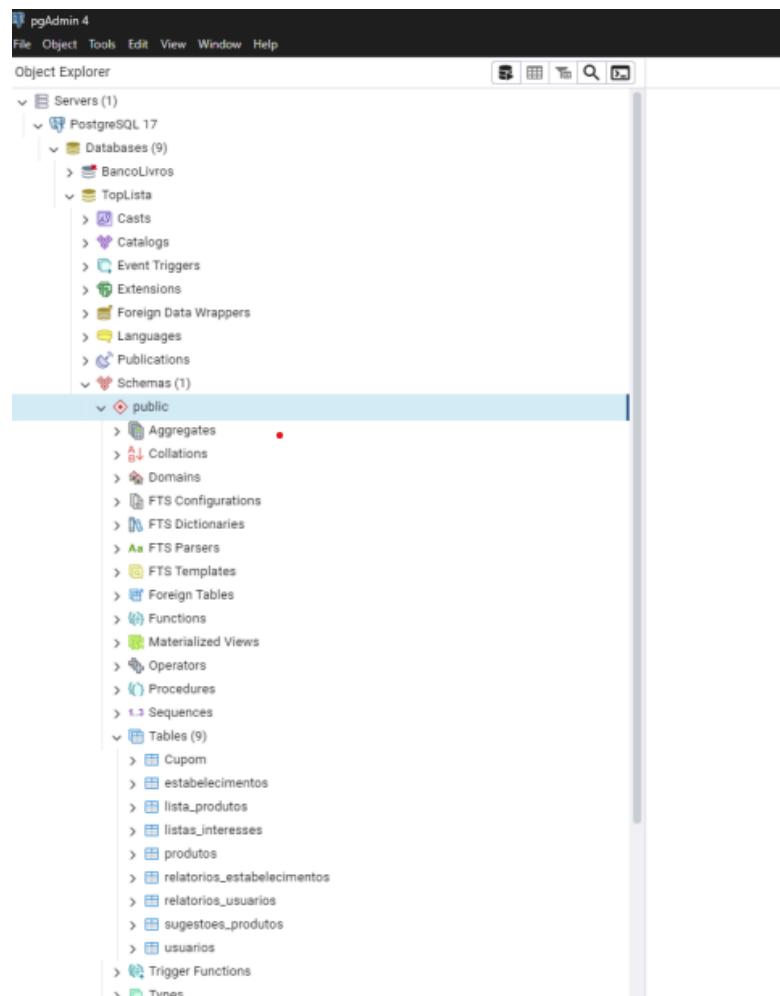 pgAdmin 4
File Object Tools Edit View Window Help
Object Explorer
Servers (1)
PostgreSQL 17
Databases (9)
BancoLivros
TopLista
Casts
Catalogs
Event Triggers
Extensions
Foreign Data Wrappers
Languages
Publications
Schemas (1)
public
Aggregates
Collations
Domains
FTS Configurations
FTS Dictionaries
Aa FTS Parsers
FTS Templates
Foreign Tables
Functions
Materialized Views
Operators
Procedures
1..3 Sequences
Tables (9)
Cupom
estabelecimentos
lista_produtos
listas_interesses
produtos
relatorios_estabelecimentos
relatorios_usuarios
sugestoes_produtos
usuarios
Trigger Functions
Types